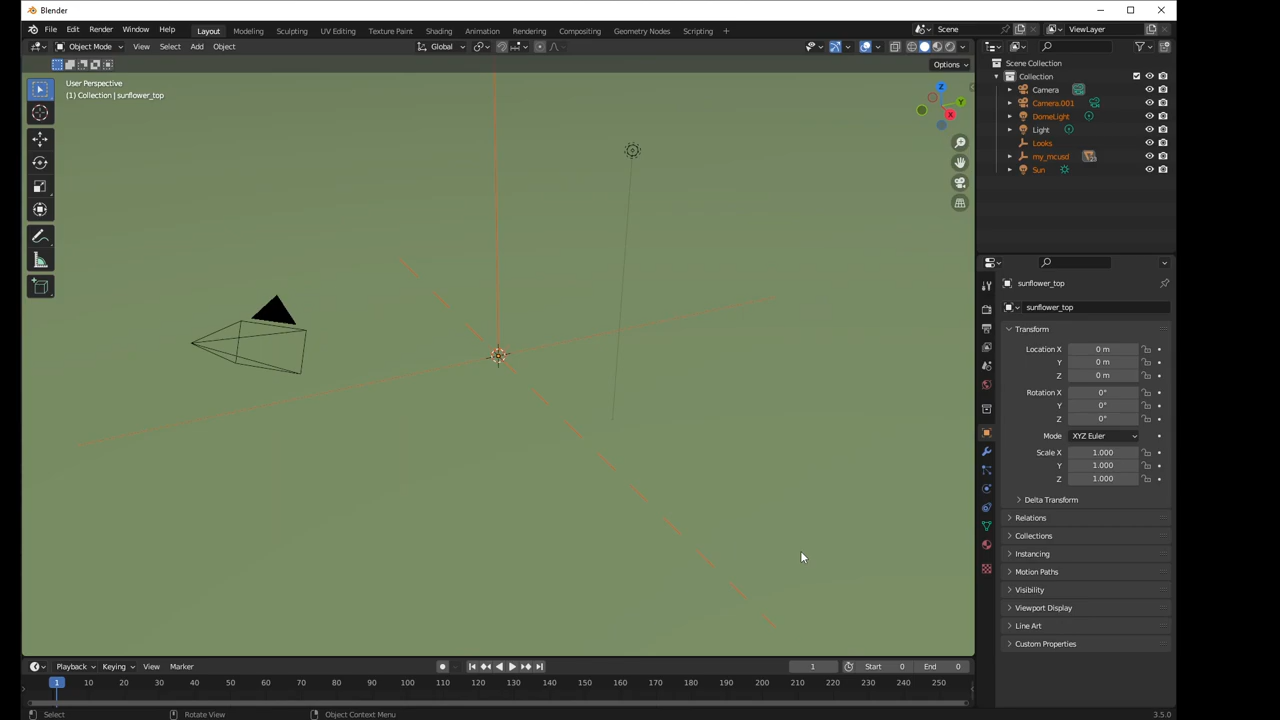 Blender
File Edit Render Window Help Layout Modeling Sculpting UV Editing Texture Paint Shading Animation Rendering Compositing Geometry Nodes Scripting + Scene ViewLayer
Object Mode View Select Add Object Global
Options
User Perspective
(1) Collection | sunflower_top
Z
Y
X
Scene Collection
Collection
Camera
Camera.001
DomeLight
Light
Looks
my_mcusd
Sun
sunflower_top
sunflower_top
Transform
Location X 0 m
Y 0 m
Z 0 m
Rotation X 0°
Y 0°
Z 0°
Mode XYZ Euler
Scale X 1.000
Y 1.000
Z 1.000
Delta Transform
Relations
Collections
Instancing
Motion Paths
Visibility
Viewport Display
Line Art
Custom Properties
Playback Keying View Marker 1 Start 0 End 0
1 10 20 30 40 50 60 70 80 90 100 110 120 130 140 150 160 170 180 190 200 210 220 230 240 250
Select Rotate View Object Context Menu 3.5.0